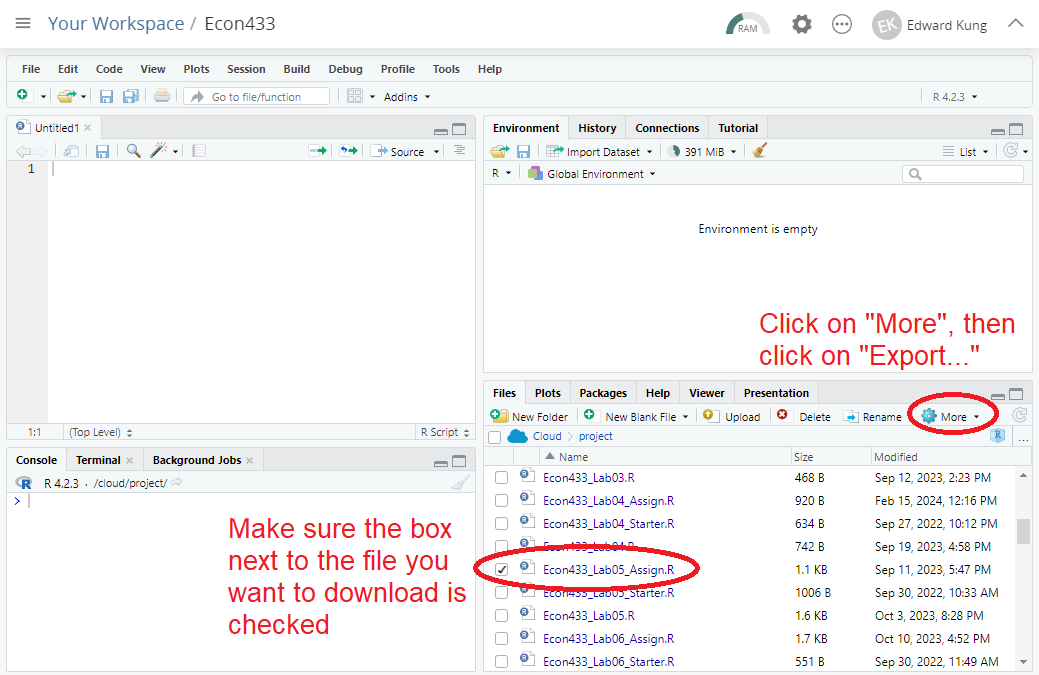 Your Workspace / Econ433
RAM
EK Edward Kung
File Edit Code View Plots Session Build Debug Profile Tools Help
Go to file/function
Addins
R 4.2.3
Untitled1
Source
1
1:1 (Top Level) R Script
Console Terminal Background Jobs
R 4.2.3 · /cloud/project/
>
Make sure the box
next to the file you
want to download is
checked
Environment History Connections Tutorial
Import Dataset 391 MiB List
R Global Environment
Environment is empty
Click on "More", then
click on "Export..."
Files Plots Packages Help Viewer Presentation
New Folder New Blank File Upload Delete Rename More
Cloud project R ...
Name Size Modified
Econ433_Lab03.R 468 B Sep 12, 2023, 2:23 PM
Econ433_Lab04_Assign.R 920 B Feb 15, 2024, 12:16 PM
Econ433_Lab04_Starter.R 634 B Sep 27, 2022, 10:12 PM
Econ433_Lab04.R 742 B Sep 19, 2023, 4:58 PM
Econ433_Lab05_Assign.R 1.1 KB Sep 11, 2023, 5:47 PM
Econ433_Lab05_Starter.R 1006 B Sep 30, 2022, 10:33 AM
Econ433_Lab05.R 1.6 KB Oct 3, 2023, 8:28 PM
Econ433_Lab06_Assign.R 1.7 KB Oct 10, 2023, 4:52 PM
Econ433_Lab06_Starter.R 551 B Sep 30, 2022, 11:49 AM